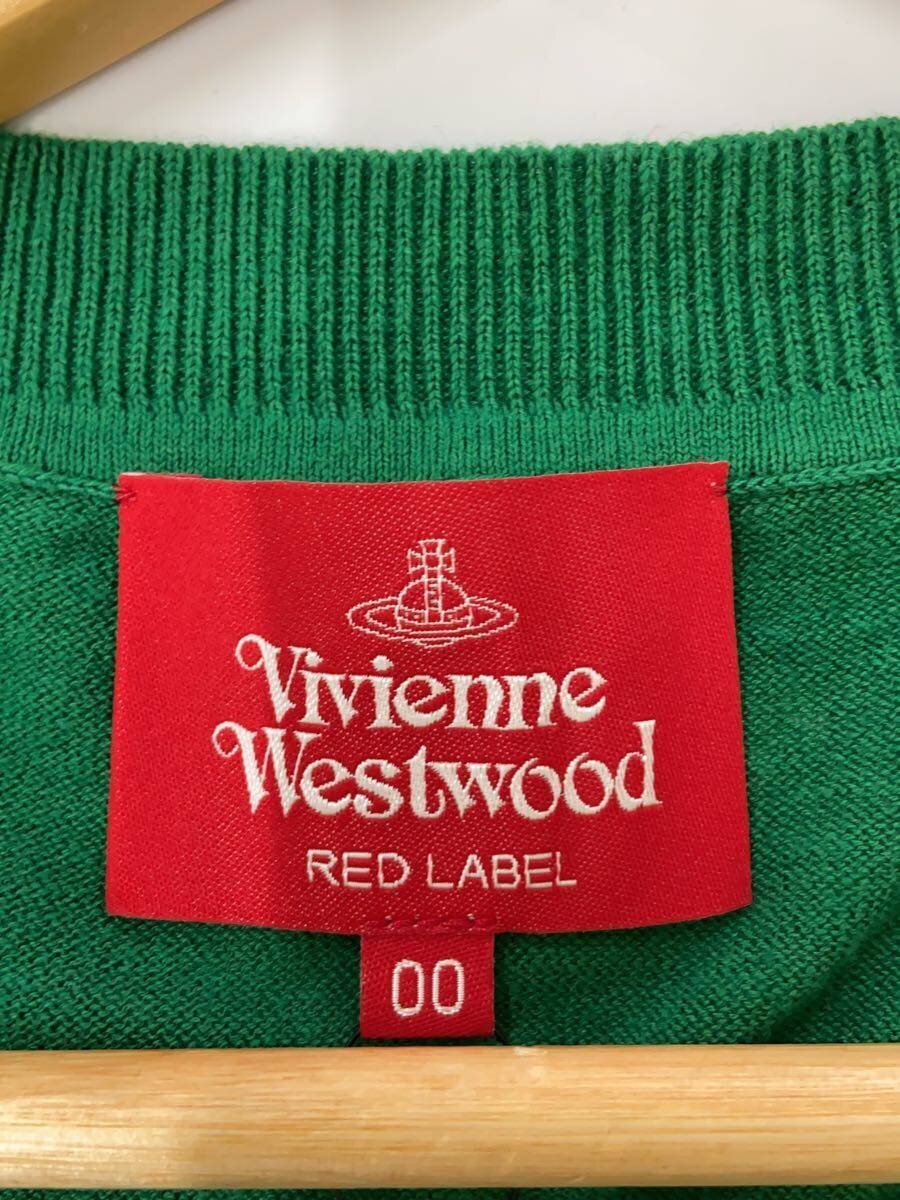 Vivienne
Westwood
RED LABEL
00